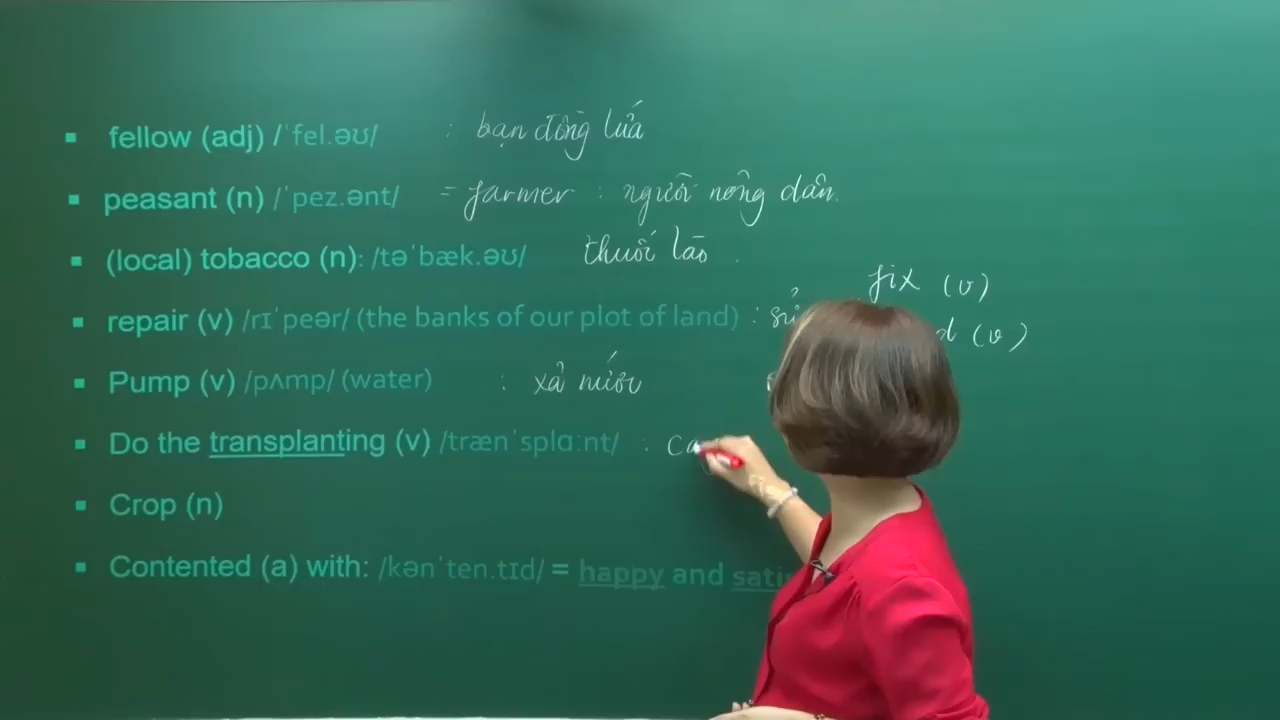 ▪ fellow (adj) /ˈfel.əʊ/ : bạn đồng lứa
▪ peasant (n) /ˈpez.ənt/ = farmer : người nông dân.
▪ (local) tobacco (n): /təˈbæk.əʊ/ thuốc lào.
fix (v)
▪ repair (v) /rɪˈpeər/ (the banks of our plot of land) :
(v)
▪ Pump (v) /pʌmp/ (water) : xả nước
▪ Do the transplanting (v) /trænˈsplɑːnt/ :
▪ Crop (n)
▪ Contented (a) with: /kənˈten.tɪd/ = happy and